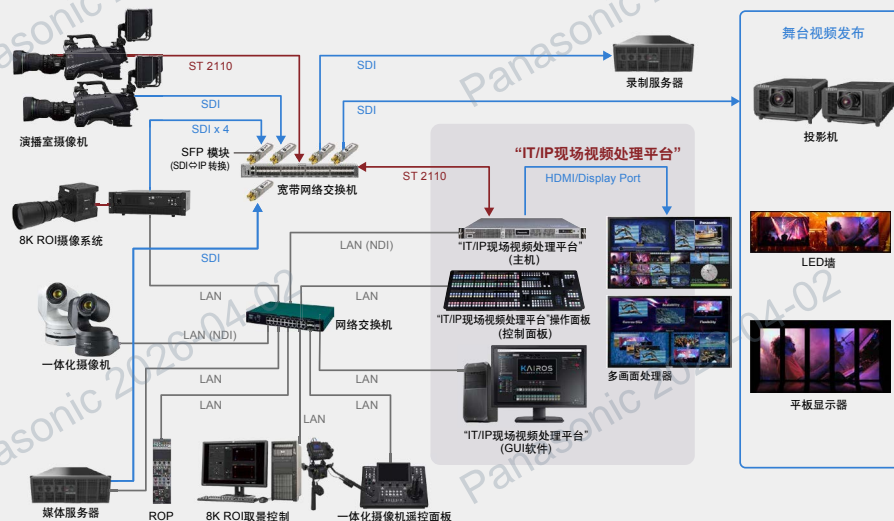 Panasonic 2026-04-02
舞台视频发布
ST 2110
SDI
录制服务器
SDI
SDI
演播室摄像机
SDI x 4
投影机
SFP 模块
(SDI⇔IP 转换)
宽带网络交换机
“IT/IP现场视频处理平台”
ST 2110
HDMI/Display Port
8K ROI摄像系统
SDI
LAN (NDI)
“IT/IP现场视频处理平台”
(主机)
LED墙
LAN
LAN
网络交换机
“IT/IP现场视频处理平台”操作面板
(控制面板)
LAN (NDI)
一体化摄像机
KAIROS
多画面处理器
LAN
LAN
平板显示器
LAN
LAN
LAN
“IT/IP现场视频处理平台”
(GUI软件)
媒体服务器
ROP
8K ROI取景控制
一体化摄像机遥控面板